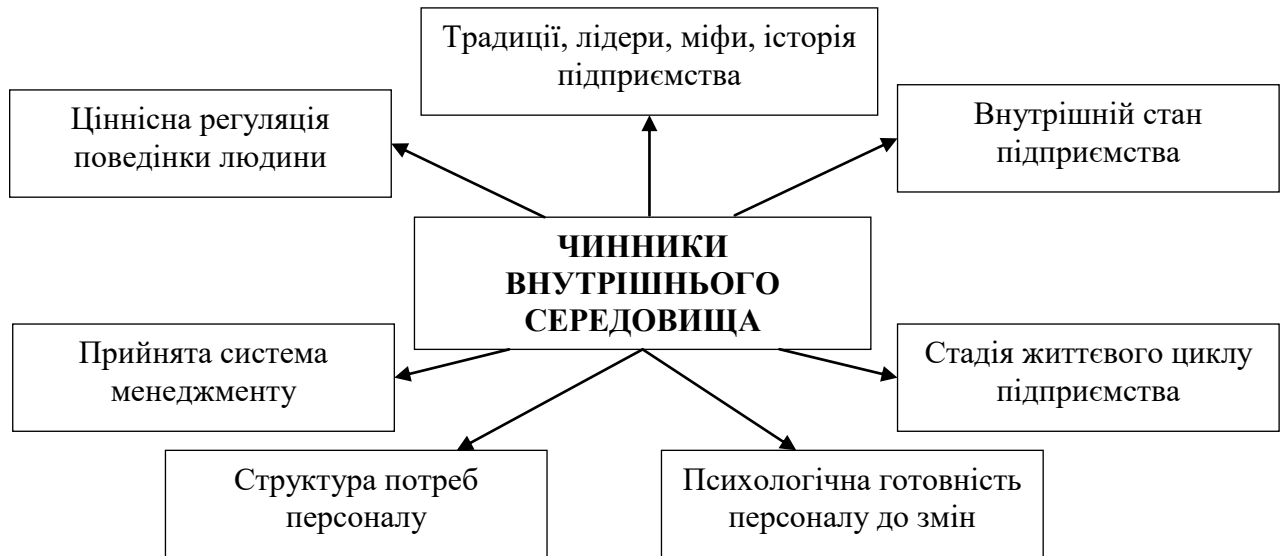 Традиції, лідери, міфи, історія
підприємства
Ціннісна регуляція
поведінки людини
Внутрішній стан
підприємства
ЧИННИКИ
ВНУТРІШНЬОГО
СЕРЕДОВИЩА
Прийнята система
менеджменту
Стадія життєвого циклу
підприємства
Структура потреб
персоналу
Психологічна готовність
персоналу до змін